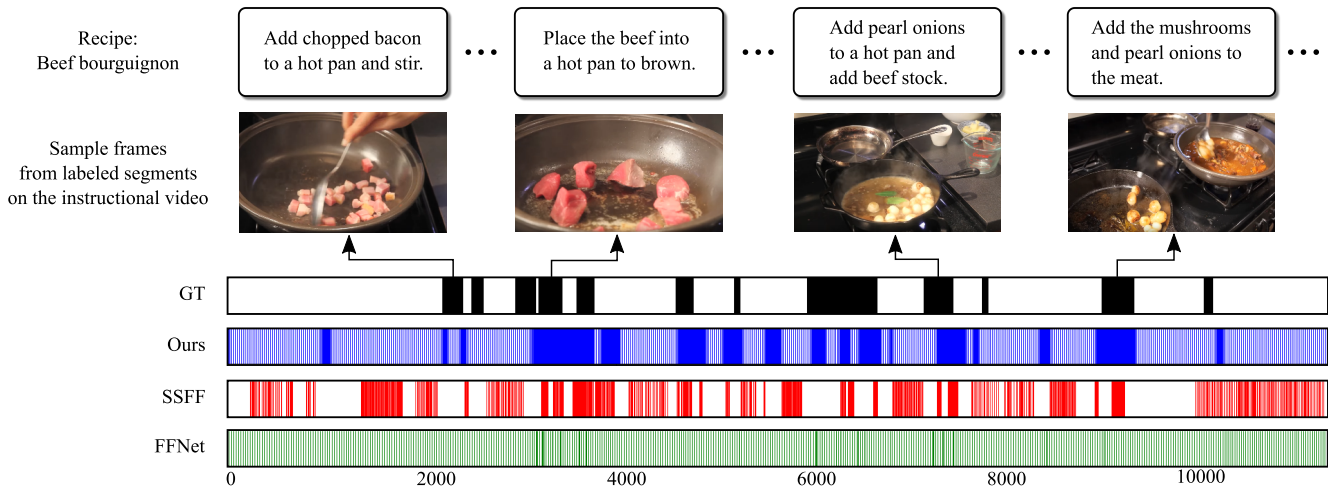 Recipe:
Beef bourguignon
Add chopped bacon
to a hot pan and stir.
Place the beef into
a hot pan to brown.
Add pearl onions
to a hot pan and
add beef stock.
Add the mushrooms
and pearl onions to
the meat.
Sample frames
from labeled segments
on the instructional video
GT
Ours
SSFF
FFNet
0 2000 4000 6000 8000 10000